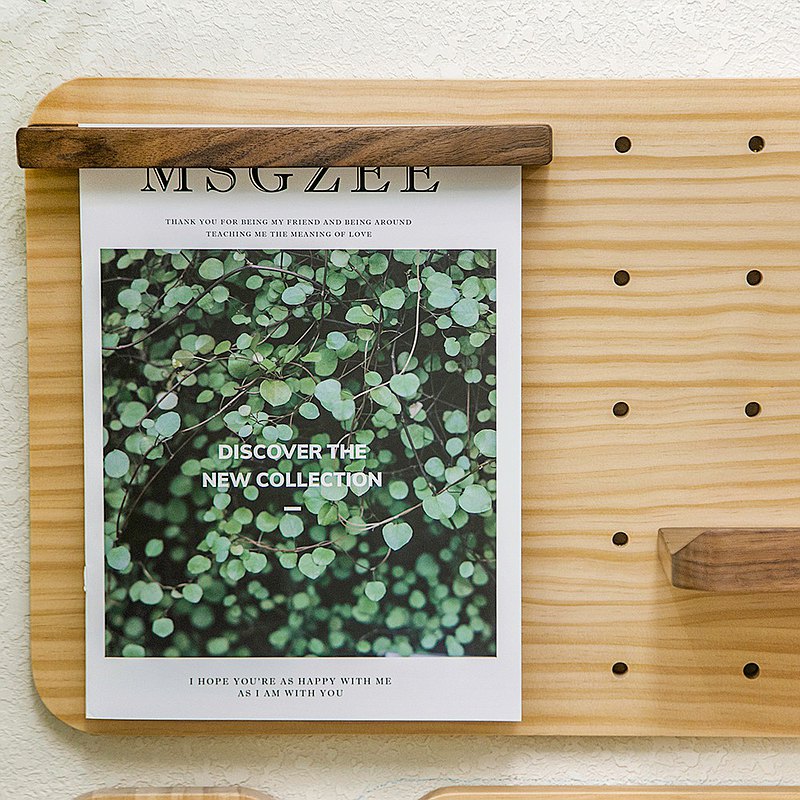 MSGZEE
THANK YOU FOR BEING MY FRIEND AND BEING AROUND
TEACHING ME THE MEANING OF LOVE
DISCOVER THE
NEW COLLECTION
I HOPE YOU'RE AS HAPPY WITH ME
AS I AM WITH YOU